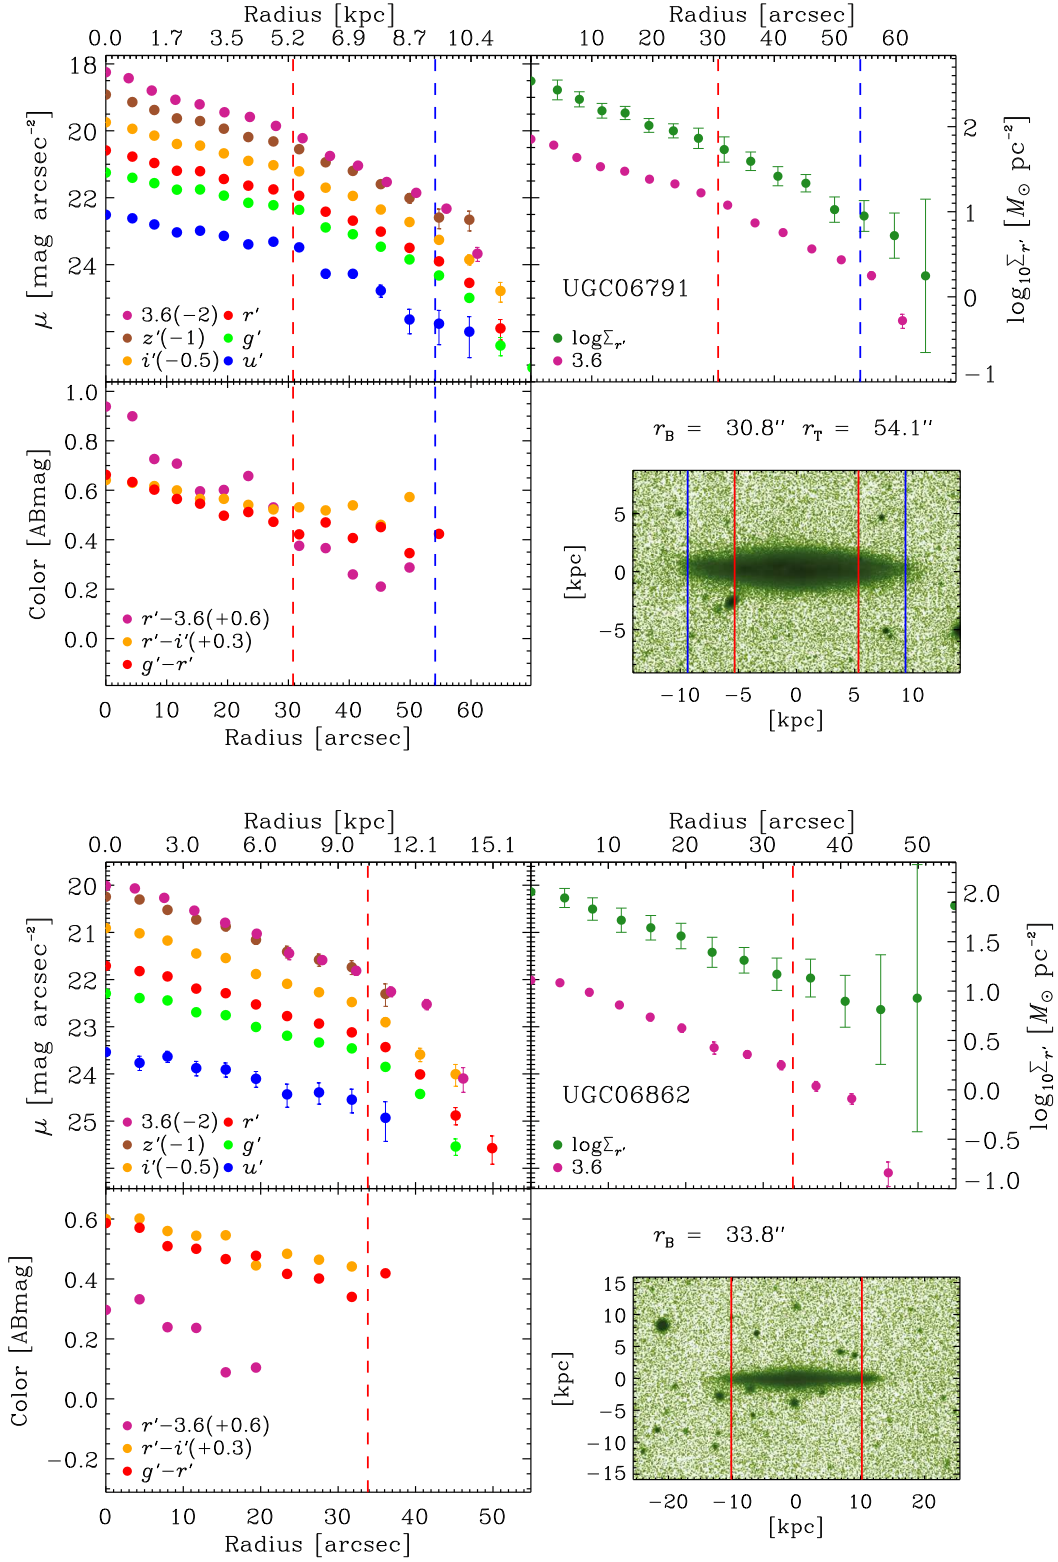 Radius [kpc] Radius [arcsec]
0.0 1.7 3.5 5.2 6.9 8.7 10.4 10 20 30 40 50 60
18
20
22
24
μ [mag arcsec⁻²]
3.6(−2) r′
z′(−1) g′
i′(−0.5) u′
UGC06791
logΣr′
3.6
2
1
0
−1
log₁₀Σr′ [M⊙ pc⁻²]
1.0
0.8
0.6
0.4
0.2
0.0
Color [ABmag]
r′−3.6(+0.6)
r′−i′(+0.3)
g′−r′
0 10 20 30 40 50 60
Radius [arcsec]
rB = 30.8″ rT = 54.1″
5
0
−5
[kpc]
−10 −5 0 5 10
[kpc]
Radius [kpc] Radius [arcsec]
0.0 3.0 6.0 9.0 12.1 15.1 10 20 30 40 50
20
21
22
23
24
25
μ [mag arcsec⁻²]
3.6(−2) r′
z′(−1) g′
i′(−0.5) u′
UGC06862
logΣr′
3.6
2.0
1.5
1.0
0.5
0.0
−0.5
−1.0
log₁₀Σr′ [M⊙ pc⁻²]
0.6
0.4
0.2
0.0
−0.2
Color [ABmag]
r′−3.6(+0.6)
r′−i′(+0.3)
g′−r′
0 10 20 30 40 50
Radius [arcsec]
rB = 33.8″
15
10
5
0
−5
−10
−15
[kpc]
−20 −10 0 10 20
[kpc]